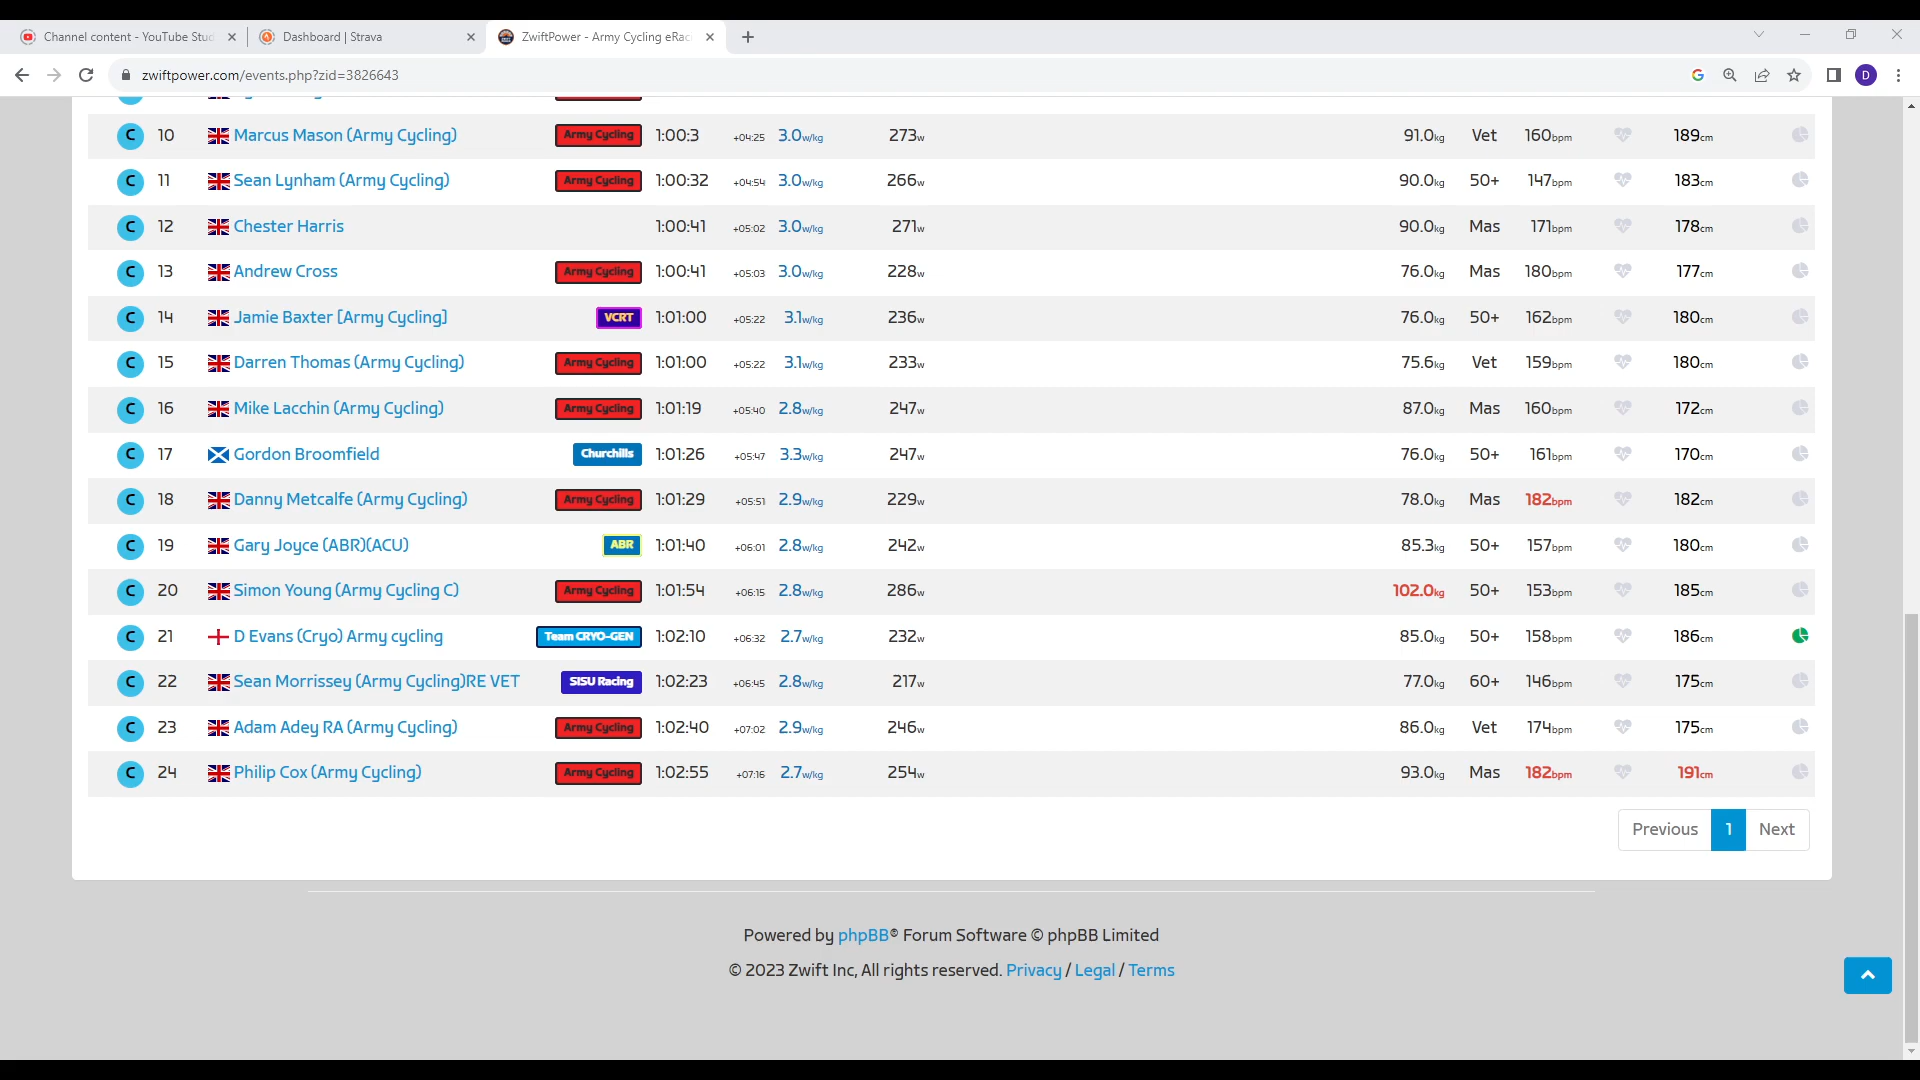 Channel content - YouTube Stud
Dashboard | Strava
ZwiftPower - Army Cycling eRac
zwiftpower.com/events.php?zid=3826643
D
C 10 Marcus Mason (Army Cycling) Army Cycling 1:00:3 +04:25 3.0w/kg 273w 91.0kg Vet 160bpm 189cm
C 11 Sean Lynham (Army Cycling) Army Cycling 1:00:32 +04:54 3.0w/kg 266w 90.0kg 50+ 147bpm 183cm
C 12 Chester Harris 1:00:41 +05:02 3.0w/kg 271w 90.0kg Mas 171bpm 178cm
C 13 Andrew Cross Army Cycling 1:00:41 +05:03 3.0w/kg 228w 76.0kg Mas 180bpm 177cm
C 14 Jamie Baxter [Army Cycling] VCRT 1:01:00 +05:22 3.1w/kg 236w 76.0kg 50+ 162bpm 180cm
C 15 Darren Thomas (Army Cycling) Army Cycling 1:01:00 +05:22 3.1w/kg 233w 75.6kg Vet 159bpm 180cm
C 16 Mike Lacchin (Army Cycling) Army Cycling 1:01:19 +05:40 2.8w/kg 247w 87.0kg Mas 160bpm 172cm
C 17 Gordon Broomfield Churchills 1:01:26 +05:47 3.3w/kg 247w 76.0kg 50+ 161bpm 170cm
C 18 Danny Metcalfe (Army Cycling) Army Cycling 1:01:29 +05:51 2.9w/kg 229w 78.0kg Mas 182bpm 182cm
C 19 Gary Joyce (ABR)(ACU) ABR 1:01:40 +06:01 2.8w/kg 242w 85.3kg 50+ 157bpm 180cm
C 20 Simon Young (Army Cycling C) Army Cycling 1:01:54 +06:15 2.8w/kg 286w 102.0kg 50+ 153bpm 185cm
C 21 D Evans (Cryo) Army cycling Team CRYO-GEN 1:02:10 +06:32 2.7w/kg 232w 85.0kg 50+ 158bpm 186cm
C 22 Sean Morrissey (Army Cycling)RE VET SISU Racing 1:02:23 +06:45 2.8w/kg 217w 77.0kg 60+ 146bpm 175cm
C 23 Adam Adey RA (Army Cycling) Army Cycling 1:02:40 +07:02 2.9w/kg 246w 86.0kg Vet 174bpm 175cm
C 24 Philip Cox (Army Cycling) Army Cycling 1:02:55 +07:16 2.7w/kg 254w 93.0kg Mas 182bpm 191cm
Previous 1 Next
Powered by phpBB® Forum Software © phpBB Limited
© 2023 Zwift Inc, All rights reserved. Privacy / Legal / Terms